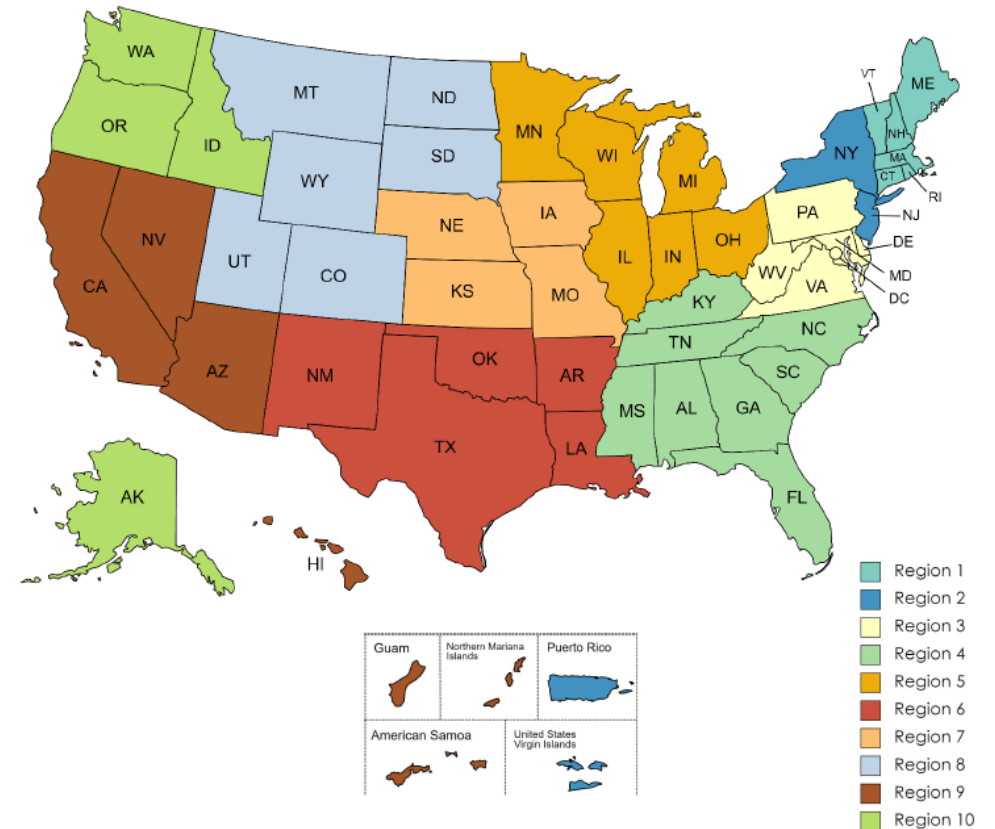 WA
OR
ID
MT
ND
SD
WY
MN
WI
MI
VT
ME
NH
NY
MA
CT
RI
NJ
PA
DE
MD
DC
NE
IA
NV
UT
CO
CA
KS
MO
IL
IN
OH
WV
VA
KY
NC
TN
SC
AZ
NM
OK
AR
MS
AL
GA
TX
LA
FL
AK
HI
Region 1
Region 2
Region 3
Region 4
Region 5
Region 6
Region 7
Region 8
Region 9
Region 10
Guam
Northern Mariana
Islands
Puerto Rico
American Samoa
United States
Virgin Islands